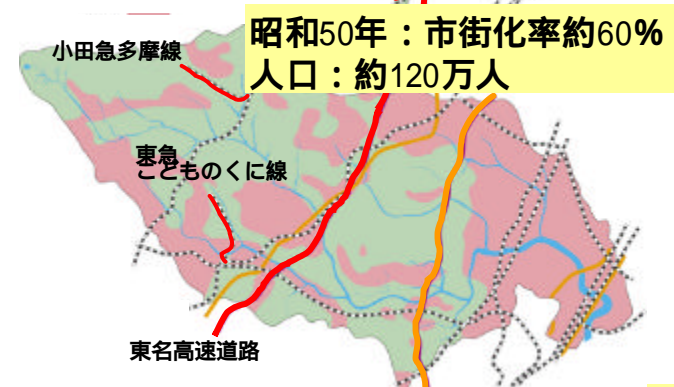 昭和50年：市街化率約60%
人口：約120万人
小田急多摩線
東急
こどものくに線
東名高速道路